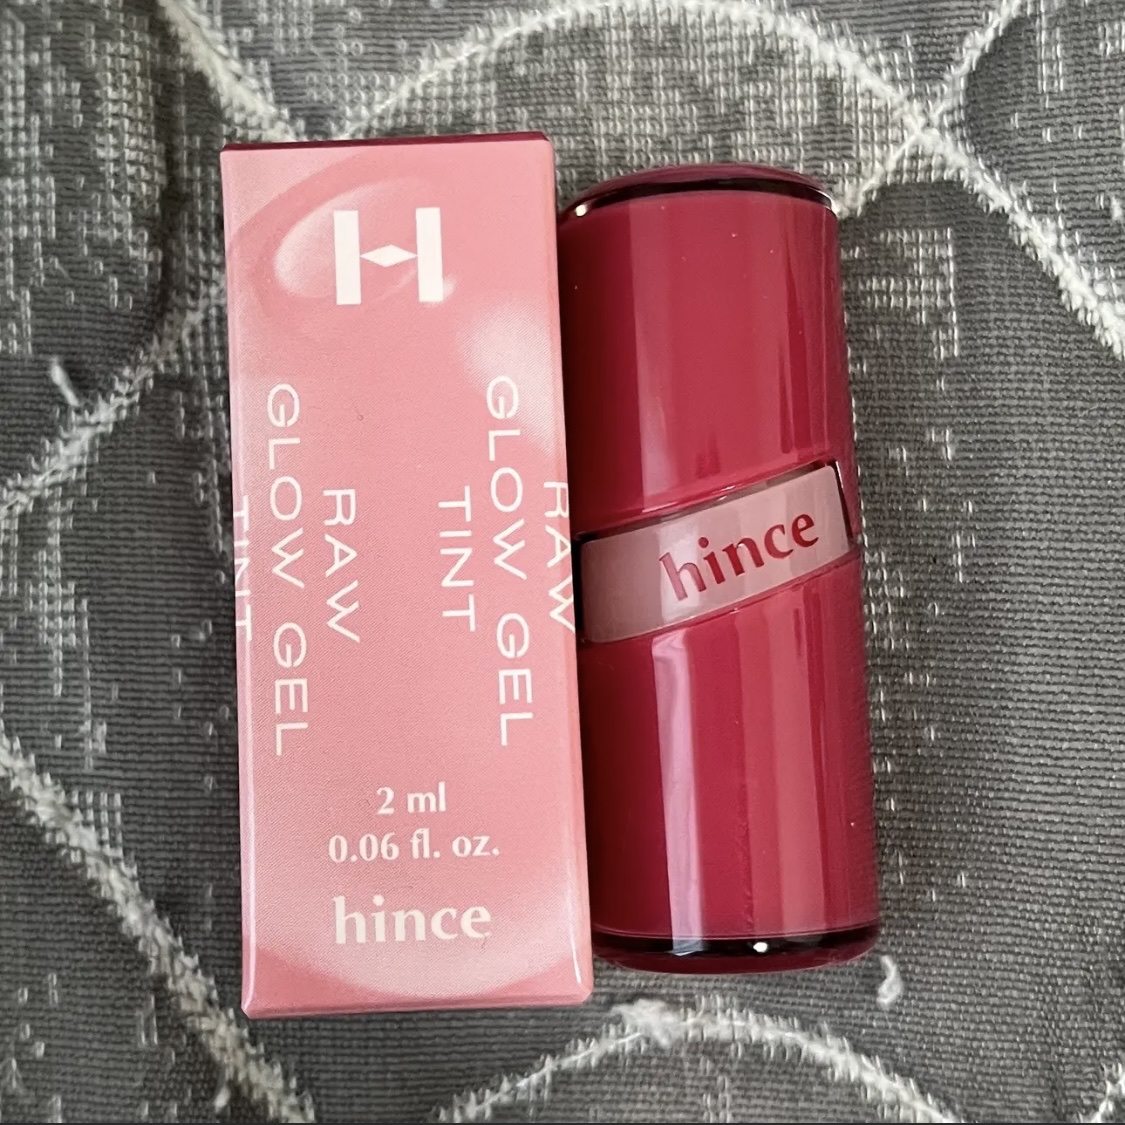 H
RAW
GLOW GEL
TINT
RAW
GLOW GEL
TINT
2 ml
0.06 fl. oz.
hince
hince